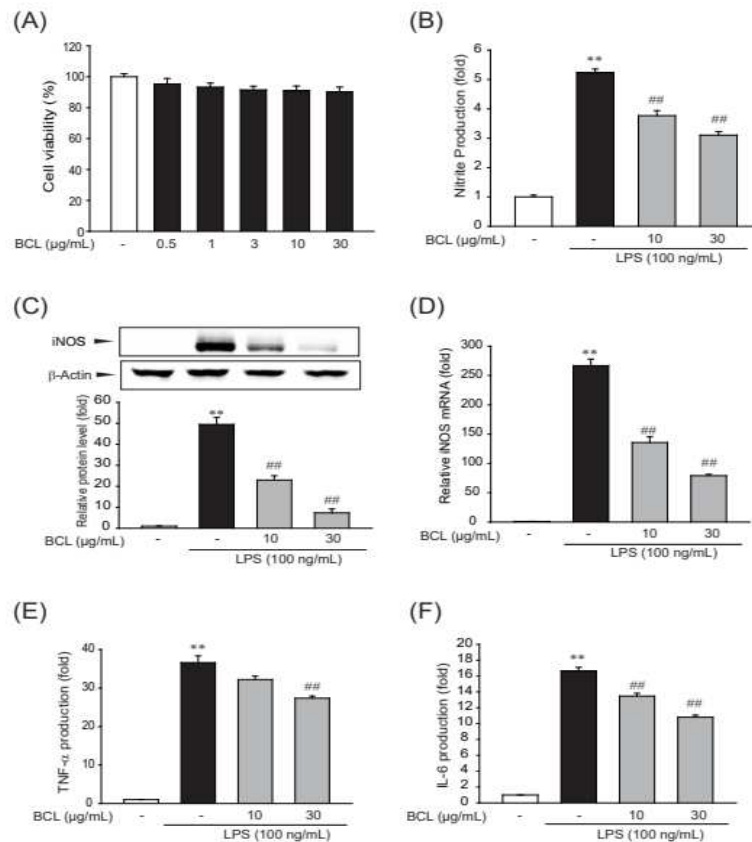 (A)
Cell viability (%)
120
100
80
60
40
20
0
BCL (µg/mL) - 0.5 1 3 10 30
(B)
Nitrite Production (fold)
6
5
4
3
2
1
0
**
##
##
BCL (µg/mL) - - 10 30
LPS (100 ng/mL)
(C)
iNOS
β-Actin
Relative protein level (fold)
60
50
40
30
20
10
0
**
##
##
BCL (µg/mL) - - 10 30
LPS (100 ng/mL)
(D)
Relative iNOS mRNA (fold)
300
250
200
150
100
50
0
**
##
##
BCL (µg/mL) - - 10 30
LPS (100 ng/mL)
(E)
TNF-α production (fold)
40
30
20
10
0
**
##
BCL (µg/mL) - - 10 30
LPS (100 ng/mL)
(F)
IL-6 production (fold)
18
16
14
12
10
8
6
4
2
0
**
##
##
BCL (µg/mL) - - 10 30
LPS (100 ng/mL)